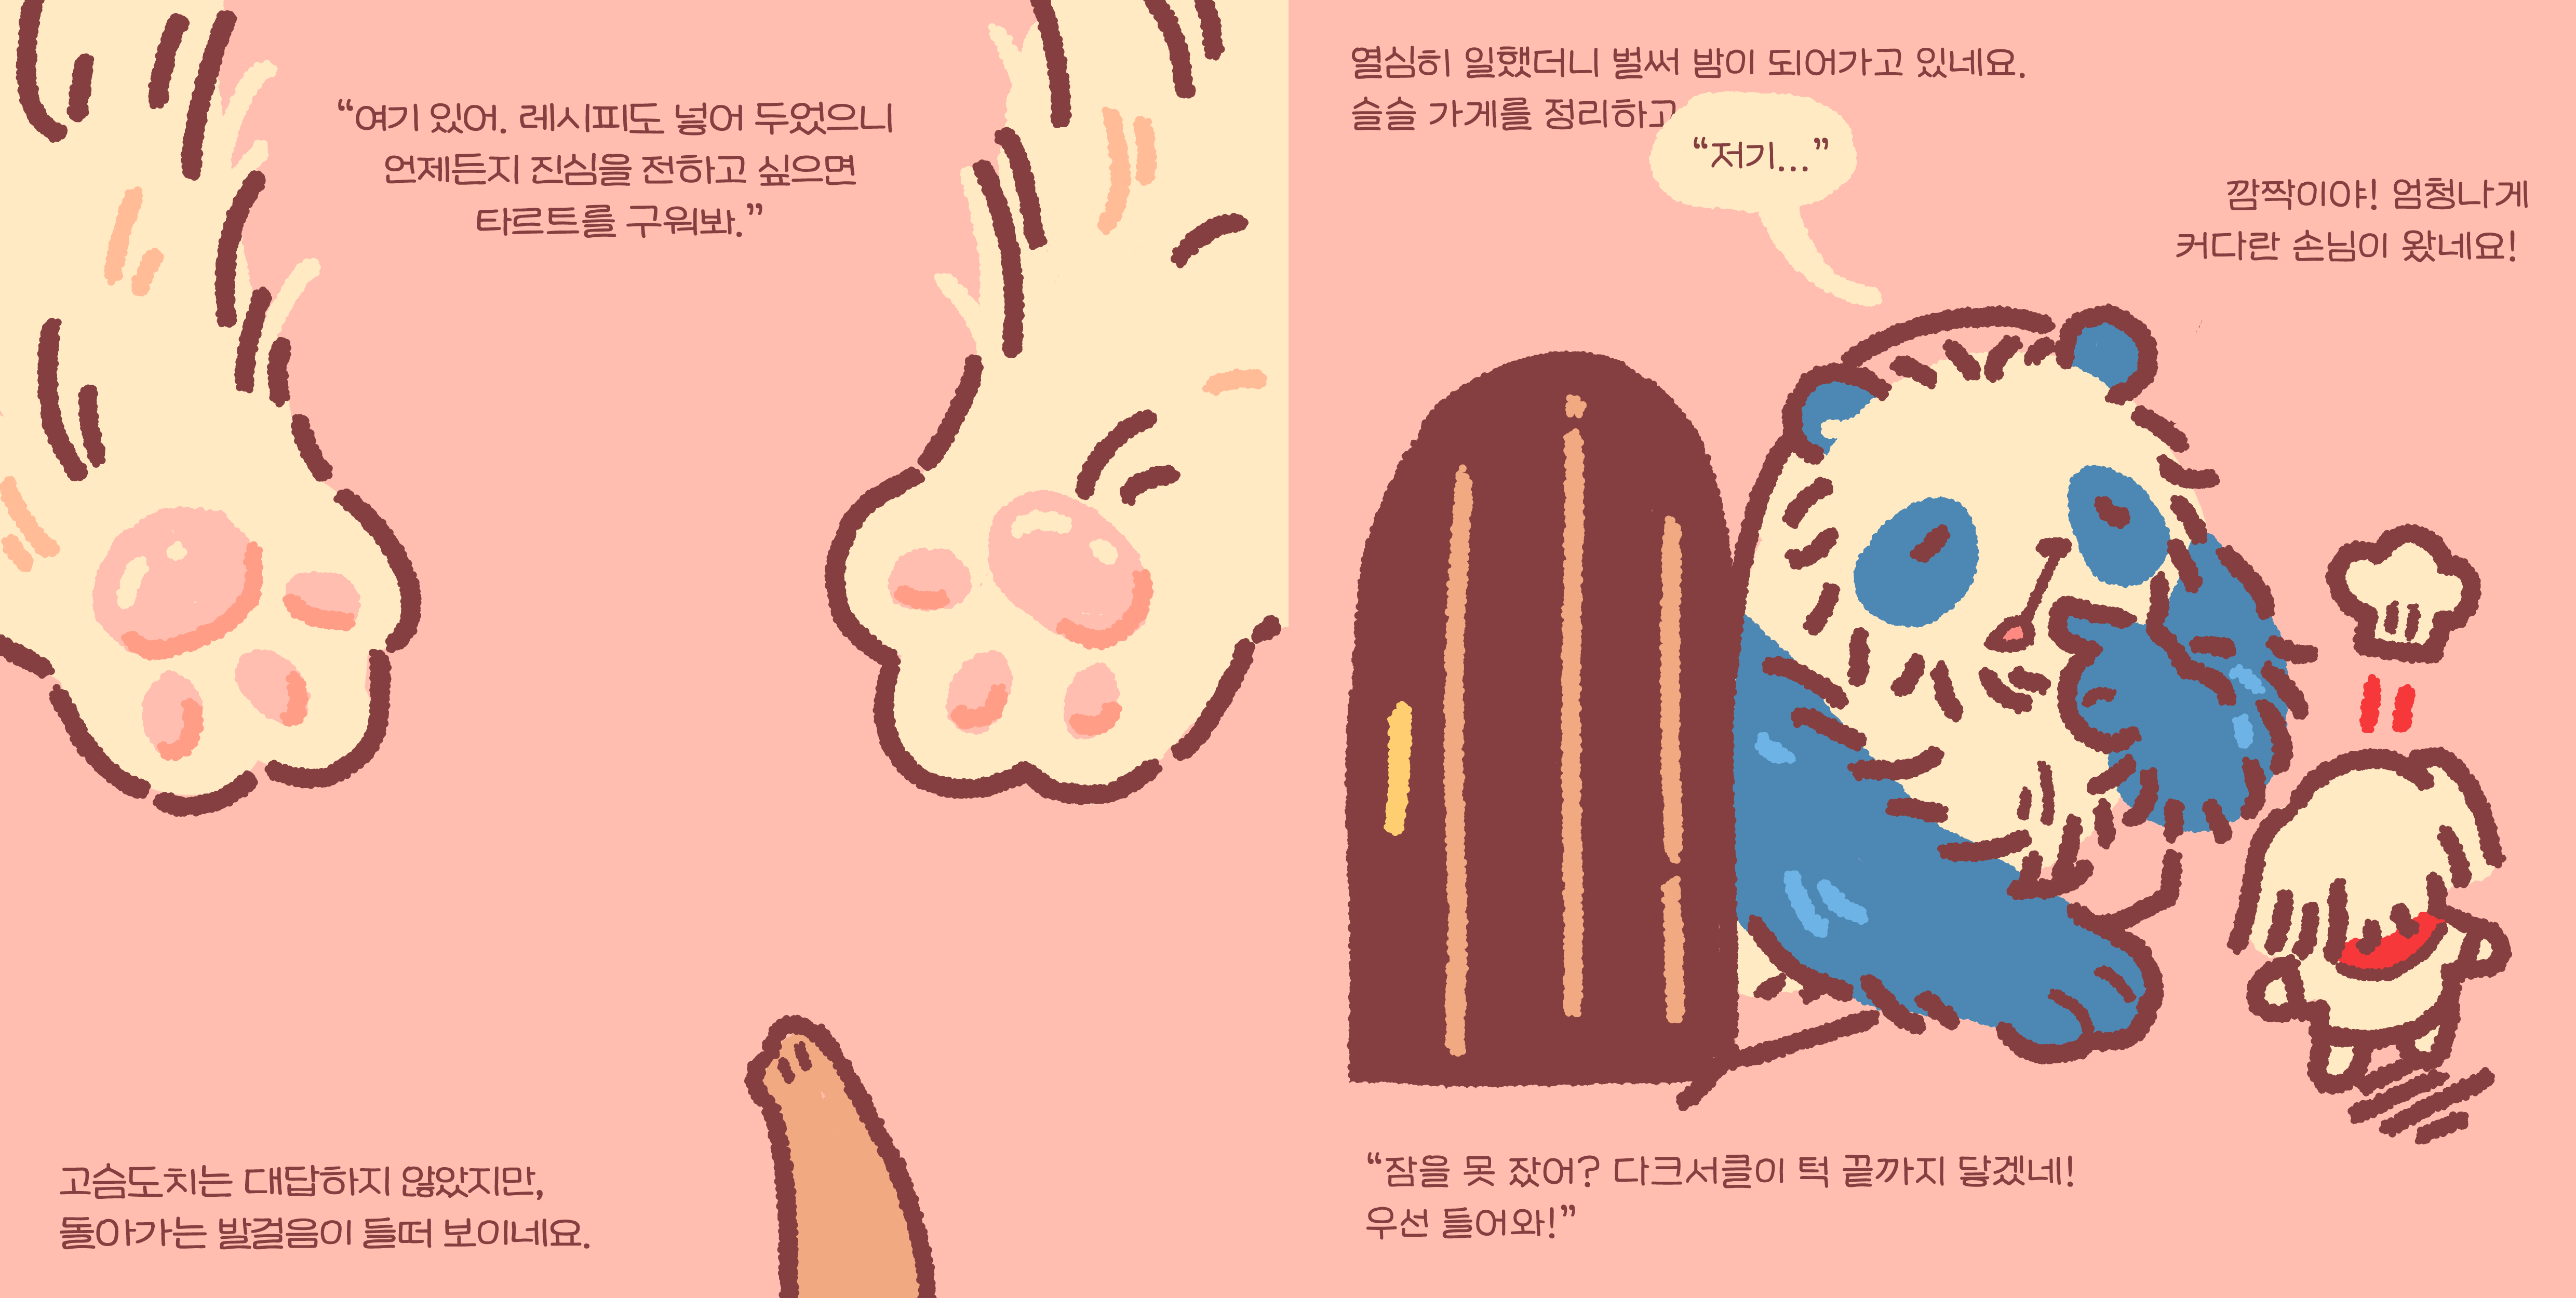 “여기 있어. 레시피도 넣어 두었으니
언제든지 진심을 전하고 싶으면
타르트를 구워봐.”
고슴도치는 대답하지 않았지만,
돌아가는 발걸음이 들떠 보이네요.
열심히 일했더니 벌써 밤이 되어가고 있네요.
슬슬 가게를 정리하고
“저기...”
깜짝이야! 엄청나게
커다란 손님이 왔네요!
“잠을 못 잤어? 다크서클이 턱 끝까지 닿겠네!
우선 들어와!”